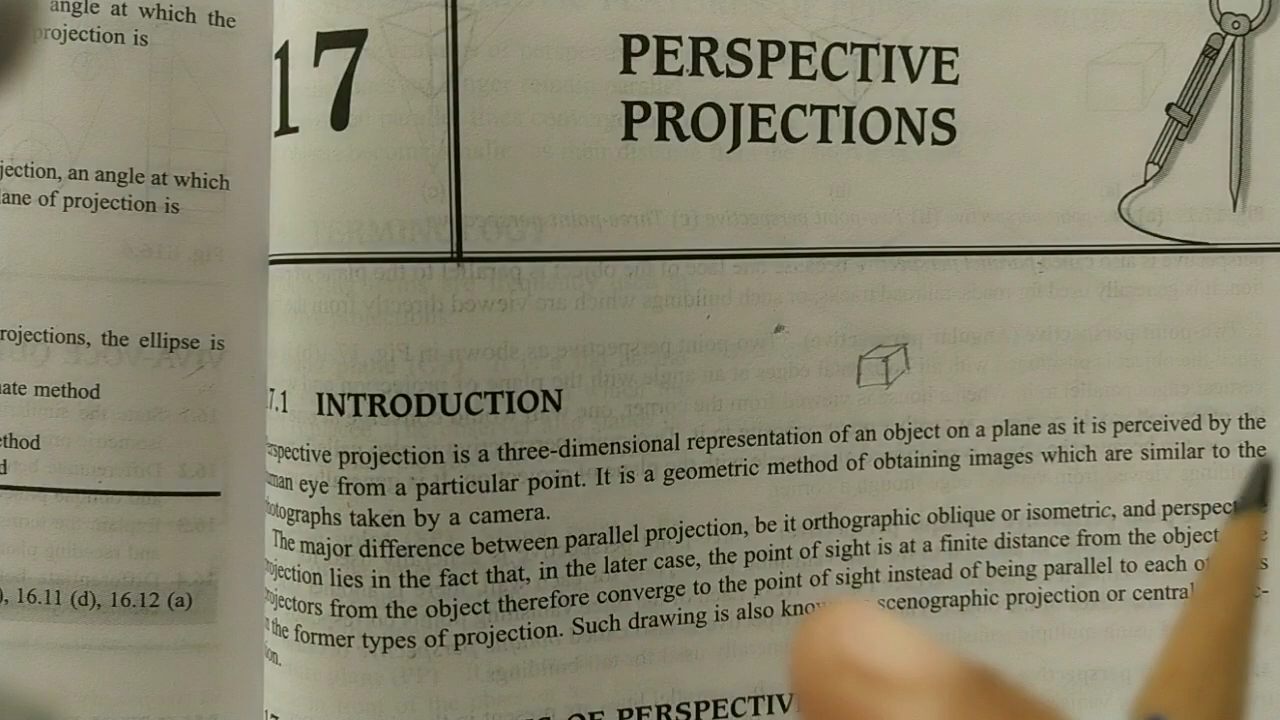 angle at which the
projection is
jection, an angle at which
ane of projection is
rojections, the ellipse is
ate method
thod
d
), 16.11 (d), 16.12 (a)
17
PERSPECTIVE
PROJECTIONS
7.1 INTRODUCTION
spective projection is a three-dimensional representation of an object on a plane as it is perceived by the
man eye from a particular point. It is a geometric method of obtaining images which are similar to the
otographs taken by a camera.
The major difference between parallel projection, be it orthographic oblique or isometric, and perspec
ojection lies in the fact that, in the later case, the point of sight is at a finite distance from the object
ojectors from the object therefore converge to the point of sight instead of being parallel to each o s
the former types of projection. Such drawing is also kno scenographic projection or central c-
ion.
OF PERSPECTIV